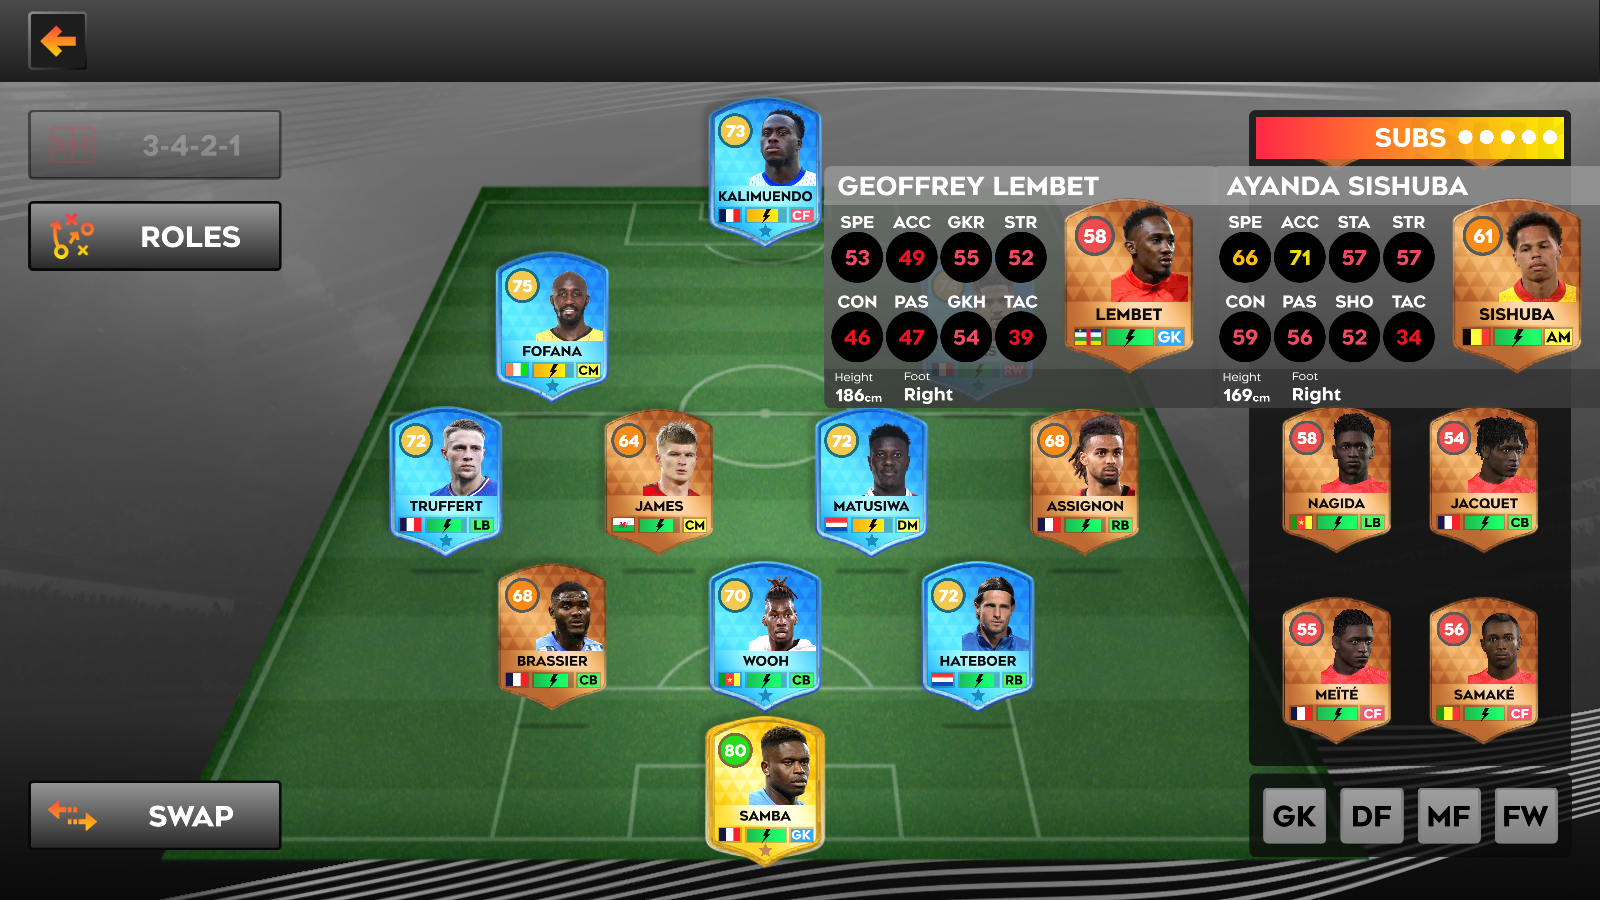 3-4-2-1
ROLES
SWAP
73
KALIMUENDO
CF
75
FOFANA
CM
72
TRUFFERT
LB
64
JAMES
CM
72
MATUSIWA
DM
68
ASSIGNON
RB
68
BRASSIER
CB
70
WOOH
CB
72
HATEBOER
RB
80
SAMBA
GK
SUBS
GEOFFREY LEMBET
SPE ACC GKR STR
53 49 55 52
CON PAS GKH TAC
46 47 54 39
Height Foot
186cm Right
58
LEMBET
GK
RW
AYANDA SISHUBA
SPE ACC STA STR
66 71 57 57
CON PAS SHO TAC
59 56 52 34
Height Foot
169cm Right
61
SISHUBA
AM
58
NAGIDA
LB
54
JACQUET
CB
55
MEÏTÉ
CF
56
SAMAKÉ
CF
GK DF MF FW